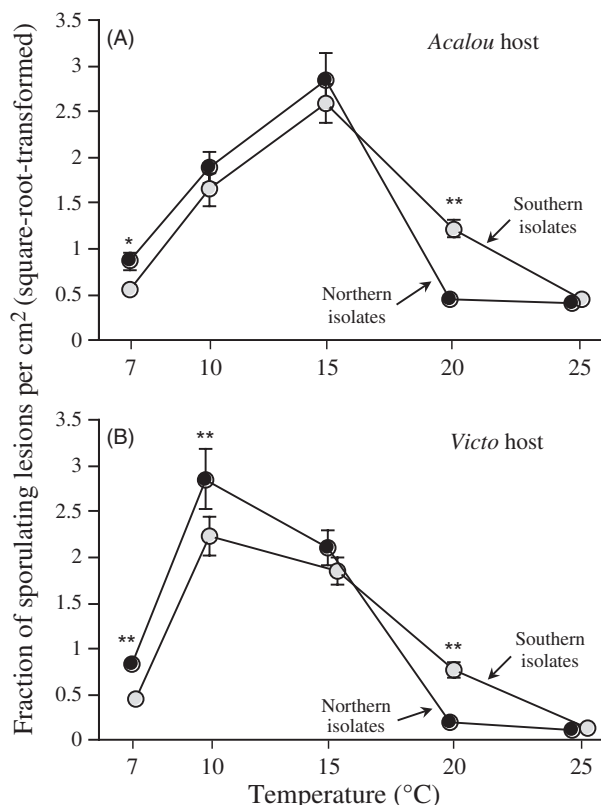 Fraction of sporulating lesions per cm² (square-root-transformed)
(A)
Acalou host
3.5
3
2.5
2
1.5
1
0.5
0
*
**
Southern
isolates
Northern
isolates
7 10 15 20 25
(B)
Victo host
3.5
3
2.5
2
1.5
1
0.5
0
**
**
**
Southern
isolates
Northern
isolates
7 10 15 20 25
Temperature (°C)